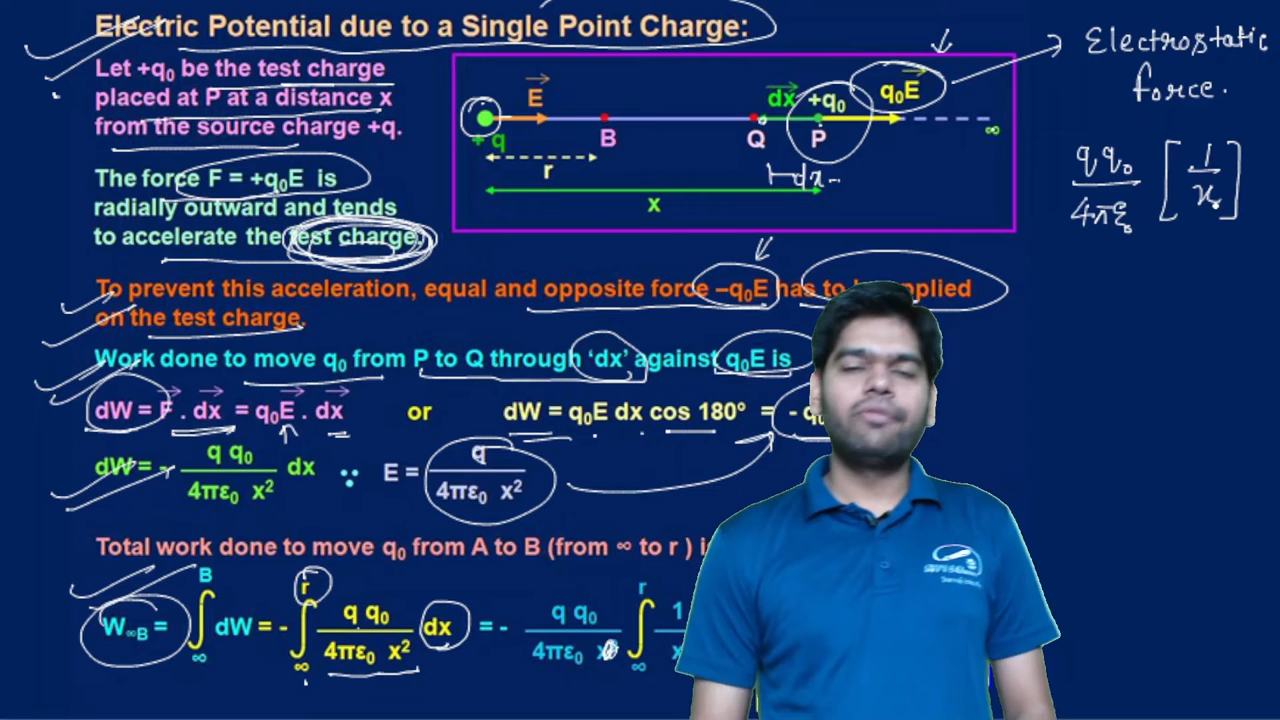 Electric Potential due to a Single Point Charge:
Let +q₀ be the test charge
placed at P at a distance x
from the source charge +q.
The force F = +q₀E is
radially outward and tends
to accelerate the test charge.
E
dx
+q₀
q₀E
+ q
B
Q
P
∞
r
dx
x
Electrostatic
force.
q q₀ / 4πε₀ [ 1 / x ]
To prevent this acceleration, equal and opposite force –q₀E has to applied
on the test charge.
Work done to move q₀ from P to Q through ‘dx’ against q₀E is
dW = F . dx = q₀E . dx or dW = q₀E dx cos 180° = - q₀
dW = - q q₀ / 4πε₀ x² dx ∵ E = q / 4πε₀ x²
Total work done to move q₀ from A to B (from ∞ to r )
W∞B = ∫∞^B dW = - ∫∞^r q q₀ / 4πε₀ x² dx = - q q₀ / 4πε₀ ∫∞^r 1 / x